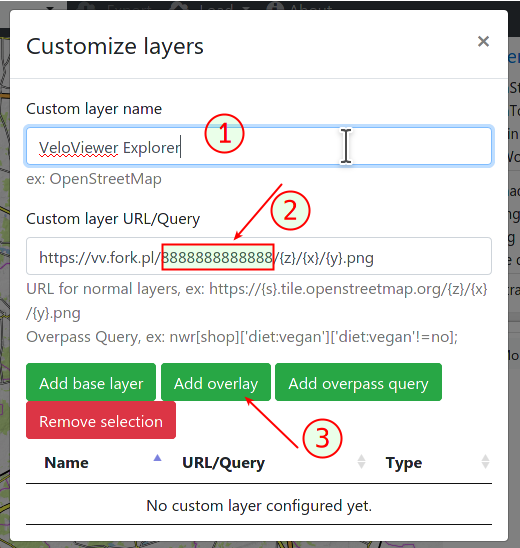 Export Load About
Customize layers ×
Custom layer name
1
VeloViewer Explorer
ex: OpenStreetMap
2
Custom layer URL/Query
https://vv.fork.pl/8888888888888/{z}/{x}/{y}.png
URL for normal layers, ex: https://{s}.tile.openstreetmap.org/{z}/{x}
/{y}.png
Overpass Query, ex: nwr[shop]['diet:vegan']['diet:vegan'!=no];
Add base layer Add overlay Add overpass query
Remove selection
3
Name URL/Query Type
No custom layer configured yet.